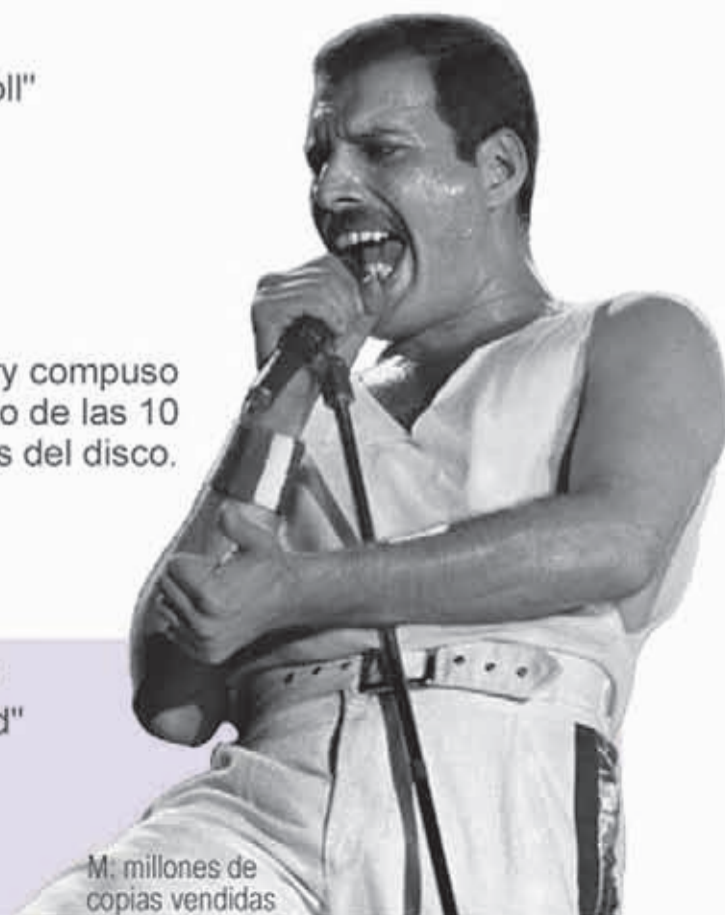 oll"
y compuso
o de las 10
s del disco.
d"
M: millones de
copias vendidas